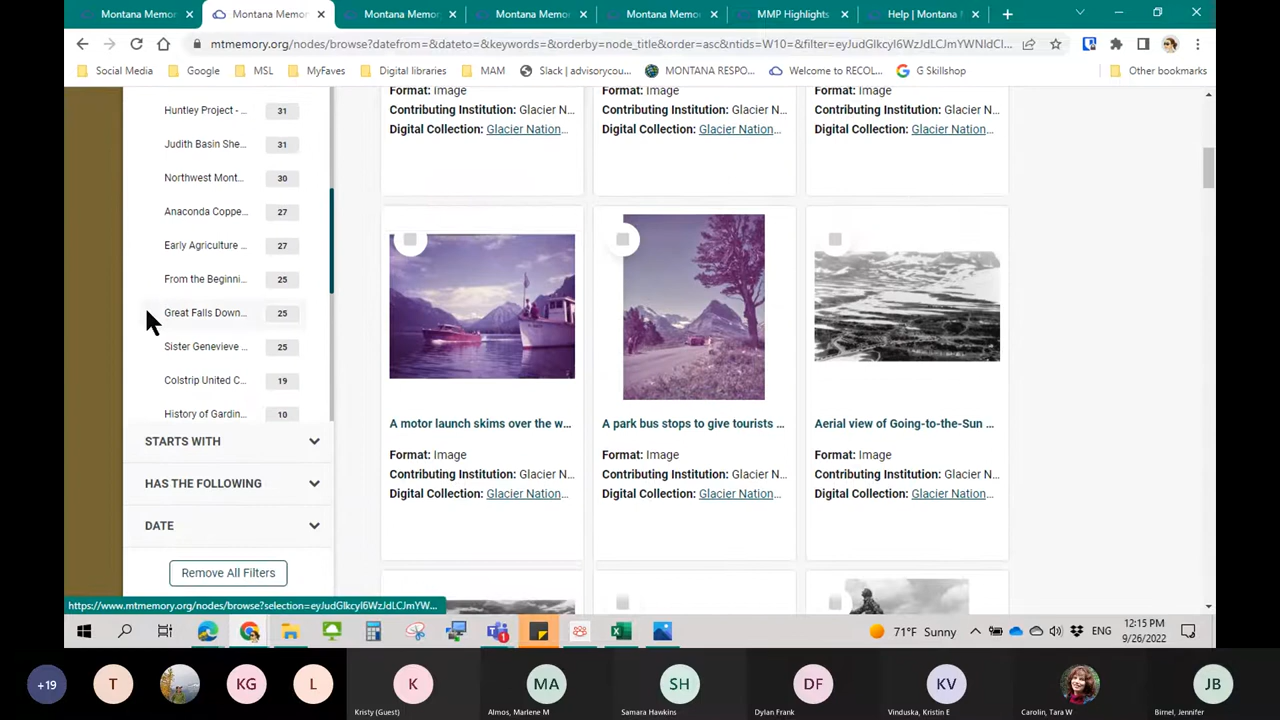 Montana Memory
Montana Memory
Montana Memor
Montana Memo
Montana Memo
MMP Highlights
Help | Montana M
mtmemory.org/nodes/browse?datefrom=&dateto=&keywords=&orderby=node_title&order=asc&ntids=W10=&filter=eyJudGlkcyI6WzJdLCJmYWNldCI...
Social Media
Google
MSL
MyFaves
Digital libraries
MAM
Slack | advisorycou...
MONTANA RESPO...
Welcome to RECOL...
G Skillshop
Other bookmarks
Huntley Project - ... 31
Judith Basin She... 31
Northwest Mont... 30
Anaconda Coppe... 27
Early Agriculture ... 27
From the Beginni... 25
Great Falls Down... 25
Sister Genevieve ... 25
Colstrip United C... 19
History of Gardin... 10
STARTS WITH
HAS THE FOLLOWING
DATE
Remove All Filters
Format: Image
Contributing Institution: Glacier N...
Digital Collection: Glacier Nation...
Format: Image
Contributing Institution: Glacier N...
Digital Collection: Glacier Nation...
Format: Image
Contributing Institution: Glacier N...
Digital Collection: Glacier Nation...
A motor launch skims over the w...
Format: Image
Contributing Institution: Glacier N...
Digital Collection: Glacier Nation...
A park bus stops to give tourists ...
Format: Image
Contributing Institution: Glacier N...
Digital Collection: Glacier Nation...
Aerial view of Going-to-the-Sun ...
Format: Image
Contributing Institution: Glacier N...
Digital Collection: Glacier Nation...
https://www.mtmemory.org/nodes/browse?selection=eyJudGlkcyI6WzJdLCJmYW...
71°F Sunny
ENG
12:15 PM
9/26/2022
+19
T
KG
L
K
MA
SH
DF
KV
JB
Kristy (Guest)
Almos, Marlene M
Samara Hawkins
Dylan Frank
Vinduska, Kristin E
Carolin, Tara W
Birnel, Jennifer